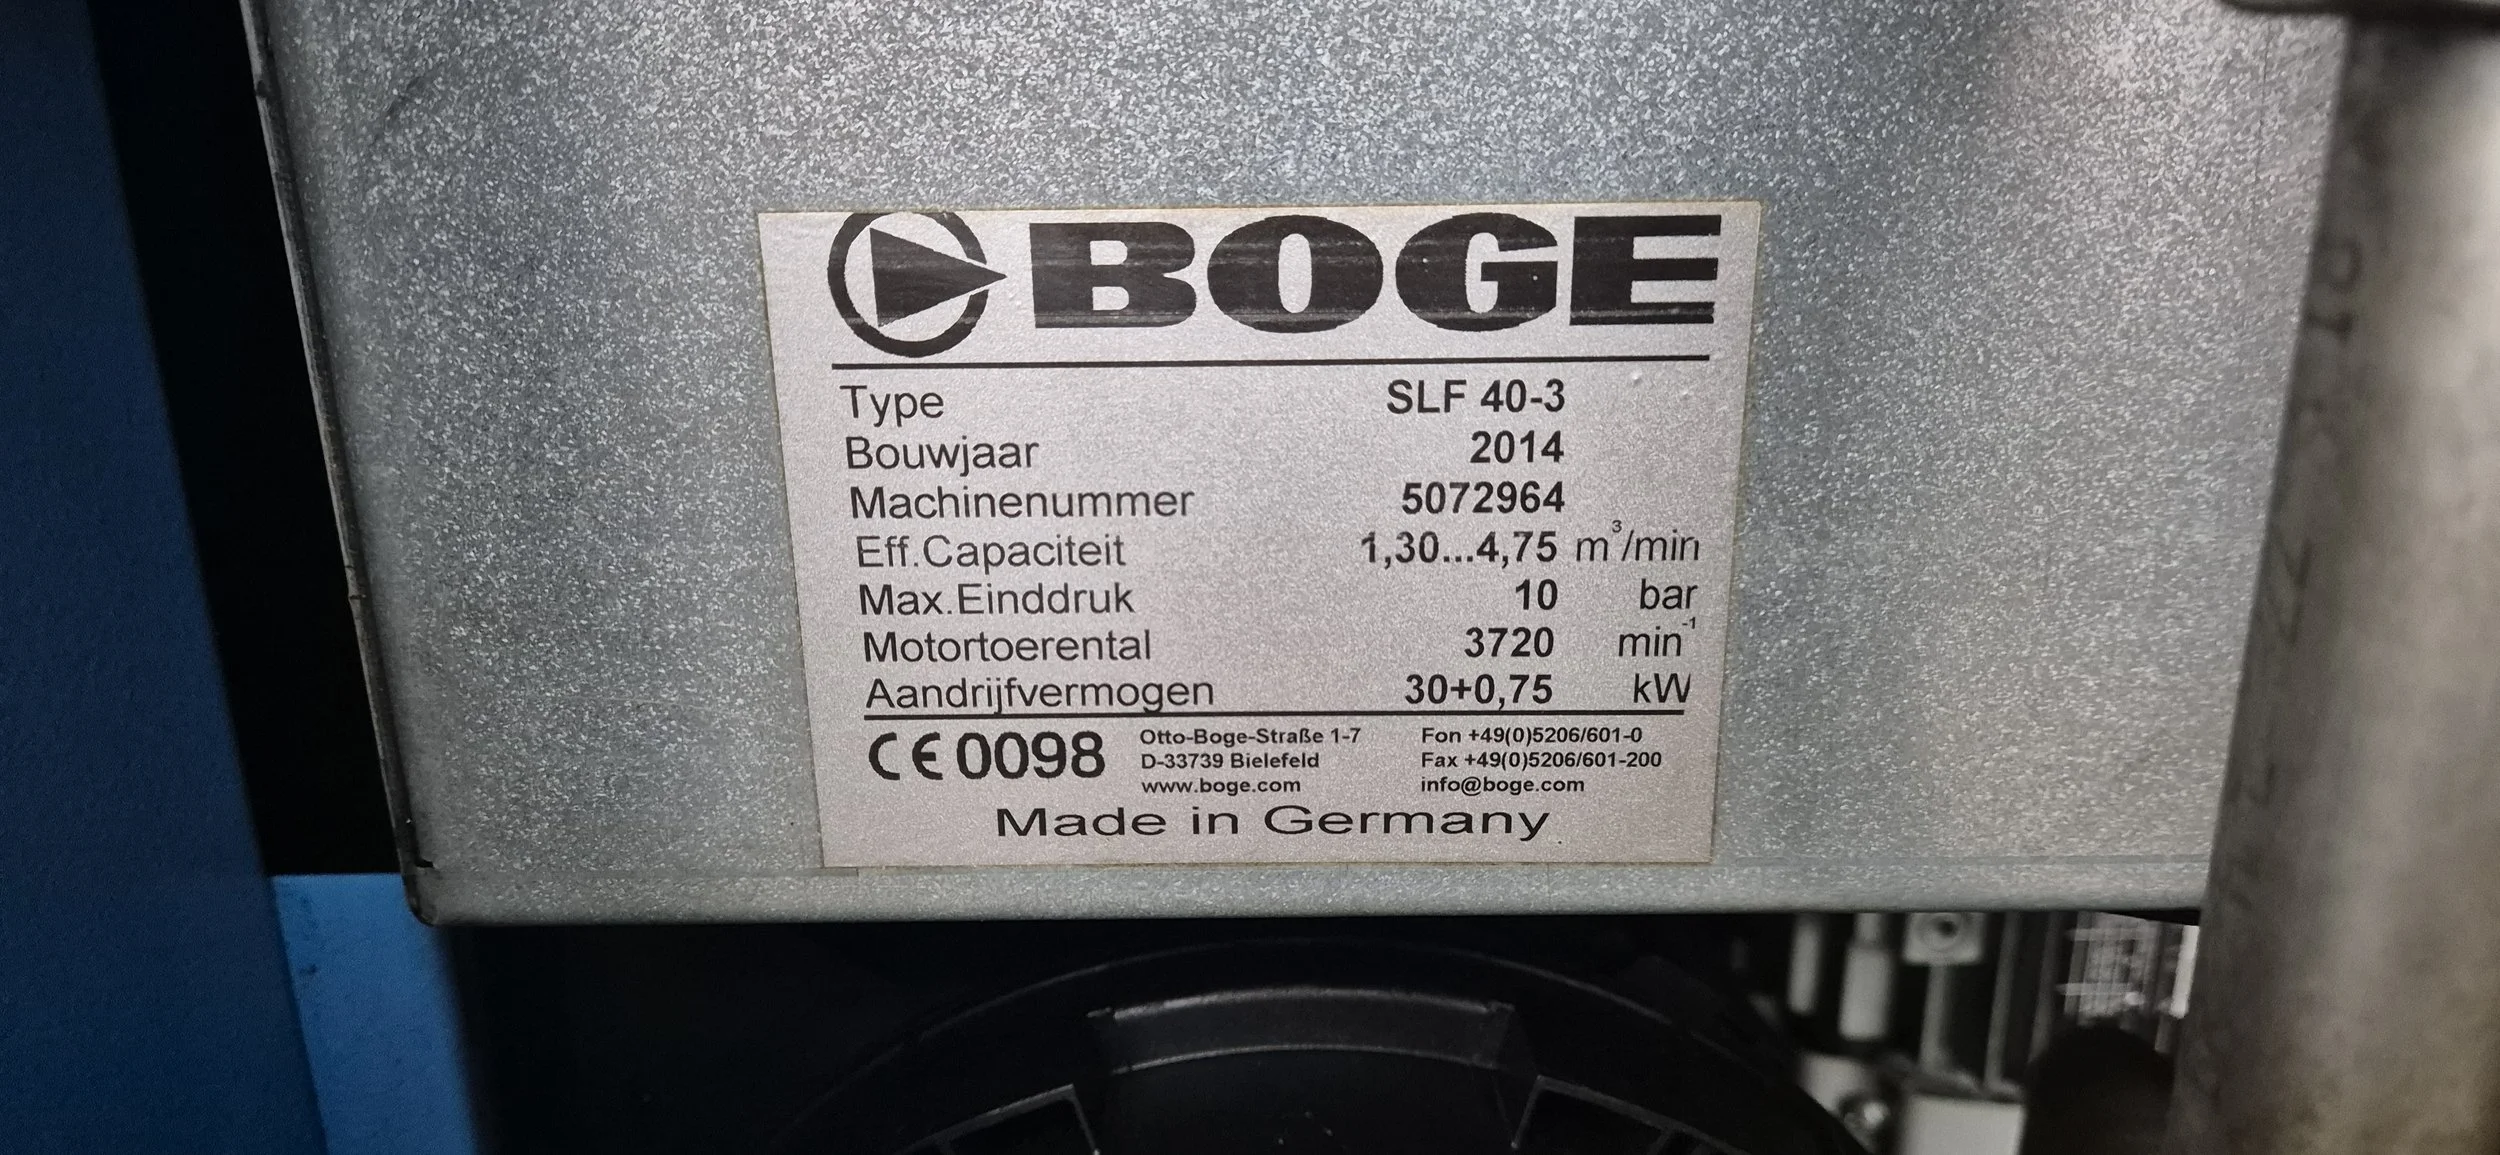 BOGE
Type SLF 40-3
Bouwjaar 2014
Machinenummer 5072964
Eff.Capaciteit 1,30...4,75 m³/min
Max.Einddruk 10 bar
Motortoerental 3720 min⁻¹
Aandrijfvermogen 30+0,75 kW
CE 0098
Otto-Boge-Straße 1-7 Fon +49(0)5206/601-0
D-33739 Bielefeld Fax +49(0)5206/601-200
www.boge.com info@boge.com
Made in Germany